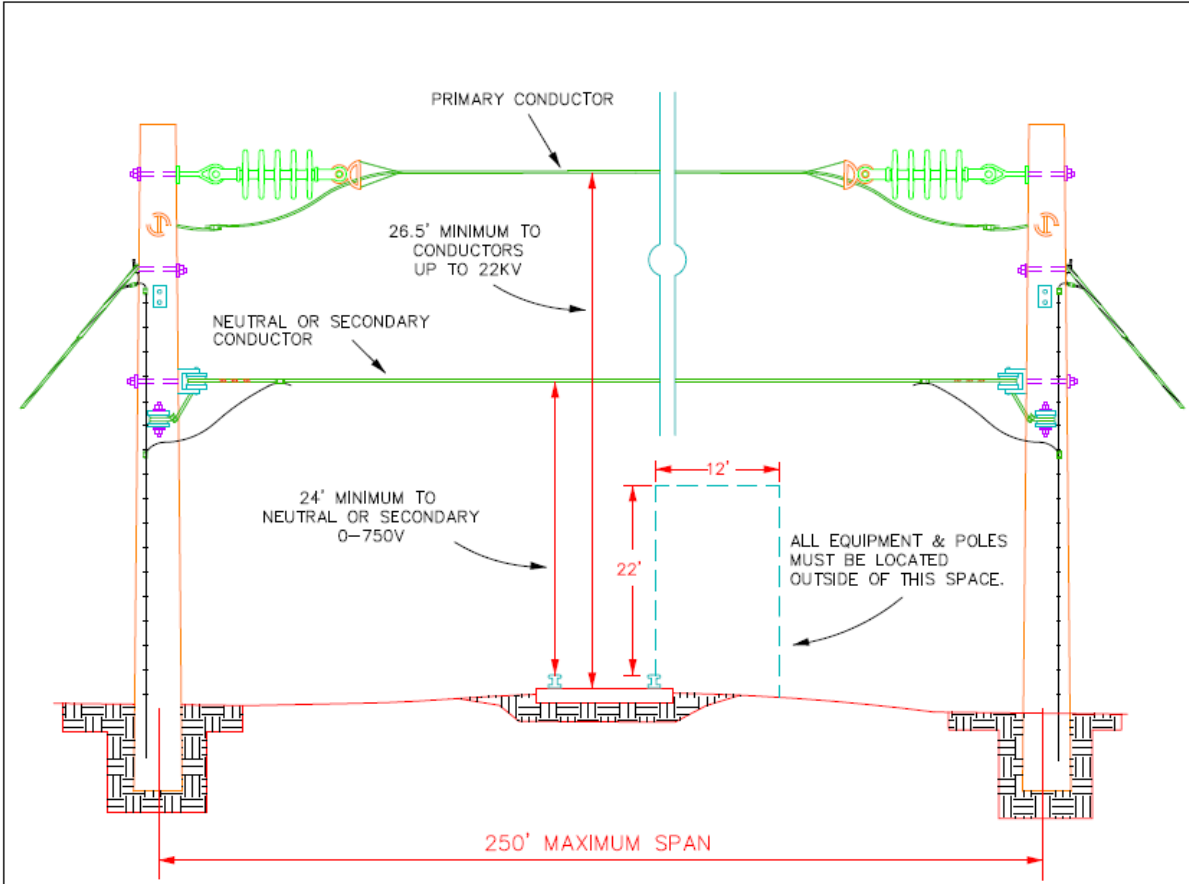 PRIMARY CONDUCTOR
26.5' MINIMUM TO
CONDUCTORS
UP TO 22KV
NEUTRAL OR SECONDARY
CONDUCTOR
12'
24' MINIMUM TO
NEUTRAL OR SECONDARY
0-750V
22'
ALL EQUIPMENT & POLES
MUST BE LOCATED
OUTSIDE OF THIS SPACE.
250' MAXIMUM SPAN